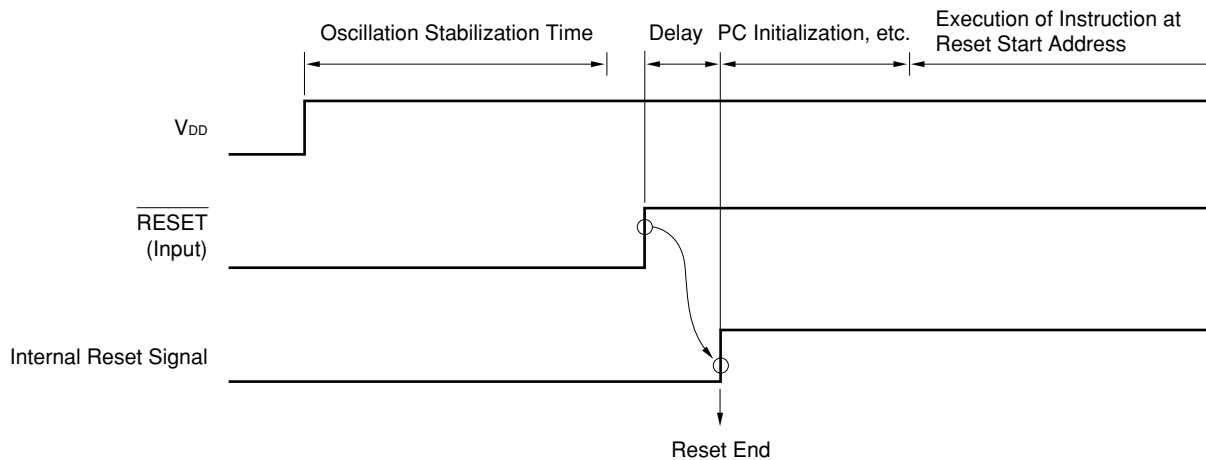 Oscillation Stabilization Time
Delay
PC Initialization, etc.
Execution of Instruction at
Reset Start Address
VDD
RESET
(Input)
Internal Reset Signal
Reset End